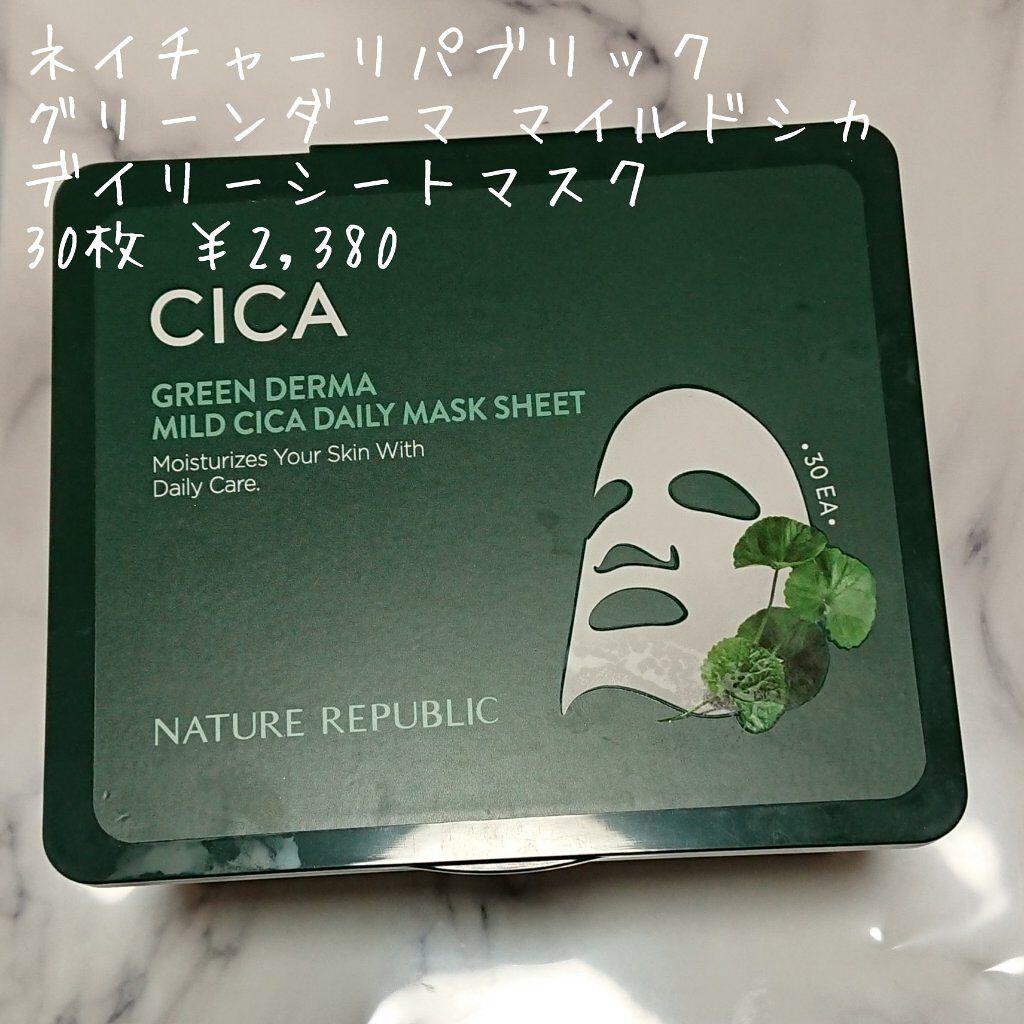 ネイチャーリパブリック
グリーンダーマ マイルドシカ
デイリーシートマスク
30枚 ¥2,380
CICA
GREEN DERMA
MILD CICA DAILY MASK SHEET
Moisturizes Your Skin With
Daily Care.
•30 EA•
NATURE REPUBLIC